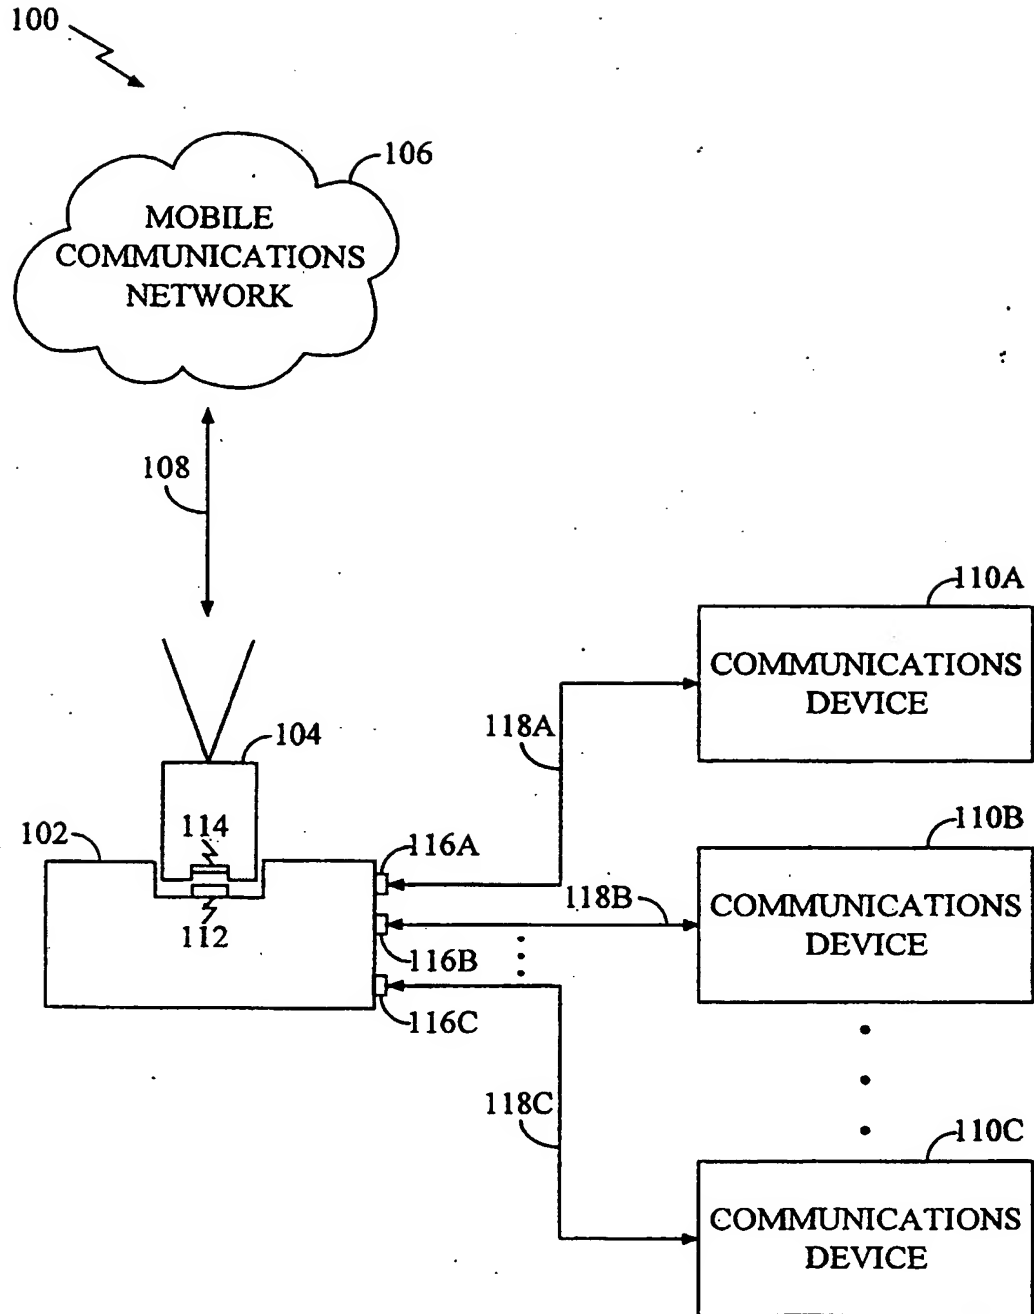 100
106
MOBILE
COMMUNICATIONS
NETWORK
108
110A
COMMUNICATIONS
DEVICE
118A
104
114
102
116A
110B
118B
COMMUNICATIONS
DEVICE
112
116B
116C
118C
110C
COMMUNICATIONS
DEVICE